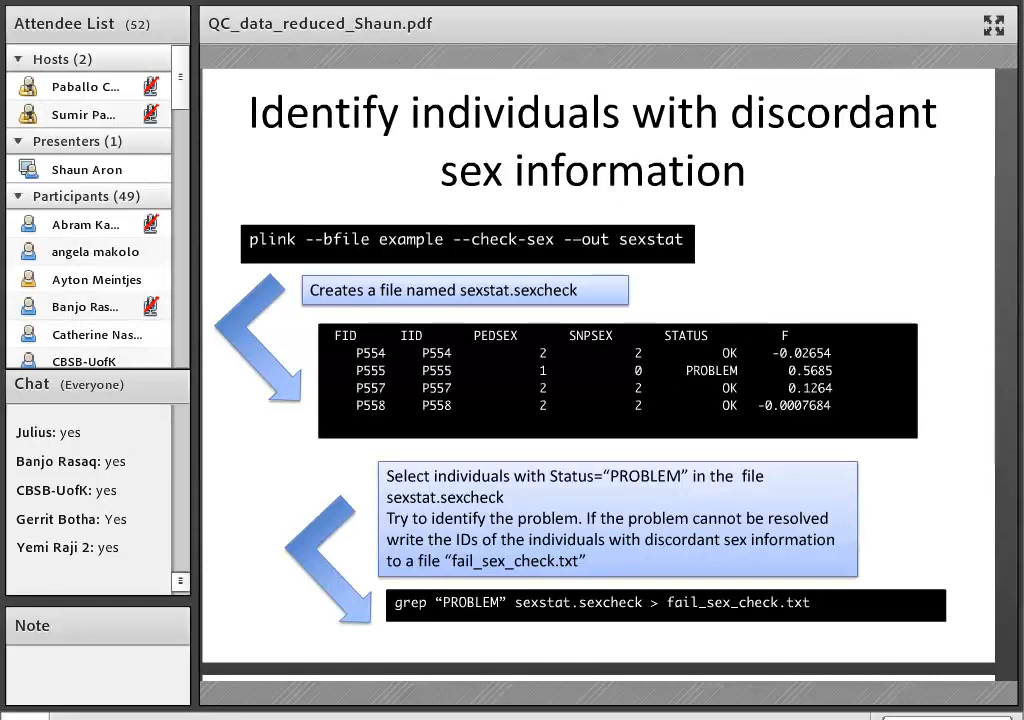 Attendee List (52)
Hosts (2)
Paballo C...
Sumir Pa...
Presenters (1)
Shaun Aron
Participants (49)
Abram Ka...
angela makolo
Ayton Meintjes
Banjo Ras...
Catherine Nas...
CBSB-UofK
Chat (Everyone)
Julius: yes
Banjo Rasaq: yes
CBSB-UofK: yes
Gerrit Botha: Yes
Yemi Raji 2: yes
Note
QC_data_reduced_Shaun.pdf
Identify individuals with discordant
sex information
plink --bfile example --check-sex -–out sexstat
Creates a file named sexstat.sexcheck
FID IID PEDSEX SNPSEX STATUS F
P554 P554 2 2 OK -0.02654
P555 P555 1 0 PROBLEM 0.5685
P557 P557 2 2 OK 0.1264
P558 P558 2 2 OK -0.0007684
Select individuals with Status=“PROBLEM” in the file
sexstat.sexcheck
Try to identify the problem. If the problem cannot be resolved
write the IDs of the individuals with discordant sex information
to a file “fail_sex_check.txt”
grep “PROBLEM” sexstat.sexcheck > fail_sex_check.txt